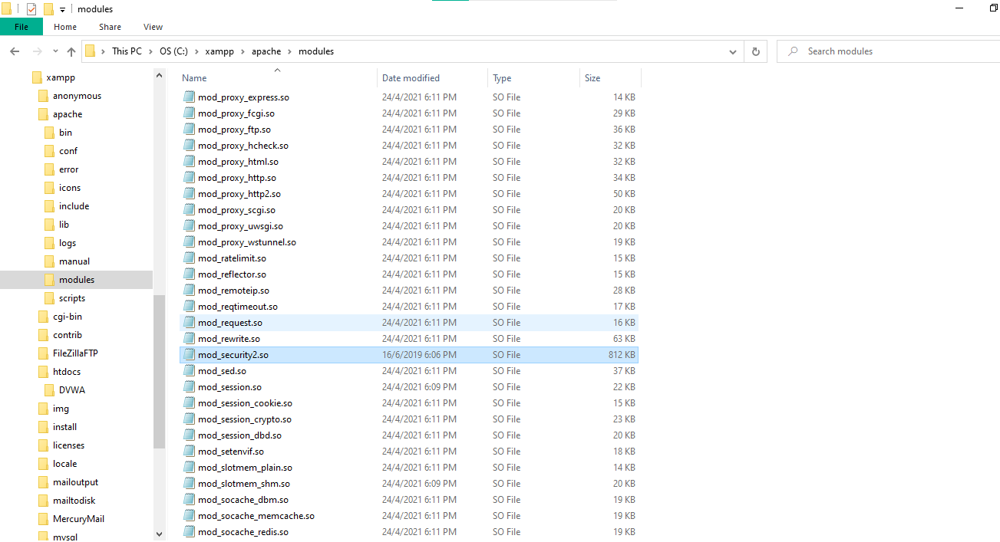 modules
File Home Share View
This PC > OS (C:) > xampp > apache > modules
Search modules
xampp
anonymous
apache
bin
conf
error
icons
include
lib
logs
manual
modules
scripts
cgi-bin
contrib
FileZillaFTP
htdocs
DVWA
img
install
licenses
locale
mailoutput
mailtodisk
MercuryMail
mysql
Name Date modified Type Size
mod_proxy_express.so 24/4/2021 6:11 PM SO File 14 KB
mod_proxy_fcgi.so 24/4/2021 6:11 PM SO File 29 KB
mod_proxy_ftp.so 24/4/2021 6:11 PM SO File 36 KB
mod_proxy_hcheck.so 24/4/2021 6:11 PM SO File 32 KB
mod_proxy_html.so 24/4/2021 6:11 PM SO File 32 KB
mod_proxy_http.so 24/4/2021 6:11 PM SO File 34 KB
mod_proxy_http2.so 24/4/2021 6:11 PM SO File 50 KB
mod_proxy_scgi.so 24/4/2021 6:11 PM SO File 20 KB
mod_proxy_uwsgi.so 24/4/2021 6:11 PM SO File 20 KB
mod_proxy_wstunnel.so 24/4/2021 6:11 PM SO File 19 KB
mod_ratelimit.so 24/4/2021 6:11 PM SO File 15 KB
mod_reflector.so 24/4/2021 6:11 PM SO File 15 KB
mod_remoteip.so 24/4/2021 6:11 PM SO File 28 KB
mod_reqtimeout.so 24/4/2021 6:11 PM SO File 17 KB
mod_request.so 24/4/2021 6:11 PM SO File 16 KB
mod_rewrite.so 24/4/2021 6:11 PM SO File 63 KB
mod_security2.so 16/6/2019 6:06 PM SO File 812 KB
mod_sed.so 24/4/2021 6:11 PM SO File 37 KB
mod_session.so 24/4/2021 6:09 PM SO File 22 KB
mod_session_cookie.so 24/4/2021 6:11 PM SO File 15 KB
mod_session_crypto.so 24/4/2021 6:11 PM SO File 23 KB
mod_session_dbd.so 24/4/2021 6:11 PM SO File 20 KB
mod_setenvif.so 24/4/2021 6:11 PM SO File 18 KB
mod_slotmem_plain.so 24/4/2021 6:11 PM SO File 14 KB
mod_slotmem_shm.so 24/4/2021 6:09 PM SO File 20 KB
mod_socache_dbm.so 24/4/2021 6:11 PM SO File 19 KB
mod_socache_memcache.so 24/4/2021 6:11 PM SO File 19 KB
mod_socache_redis.so 24/4/2021 6:11 PM SO File 19 KB